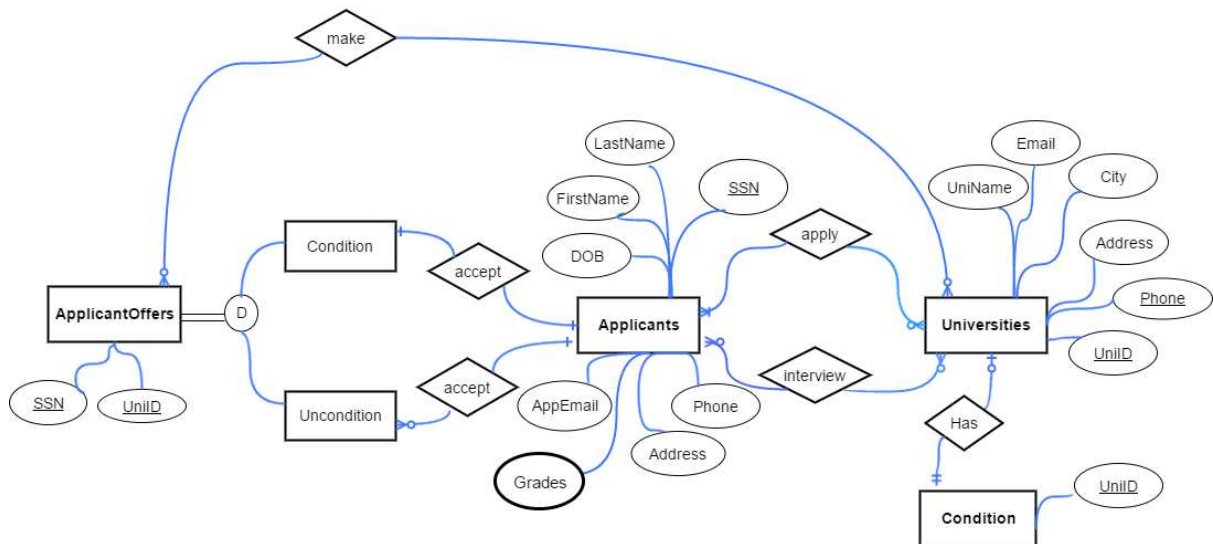 make
LastName
Email
SSN
UniName
City
FirstName
Condition
apply
Address
accept
DOB
ApplicantOffers
D
Applicants
Universities
Phone
UniID
accept
interview
SSN
UniID
Uncondition
AppEmail
Phone
Has
Address
Grades
UniID
Condition